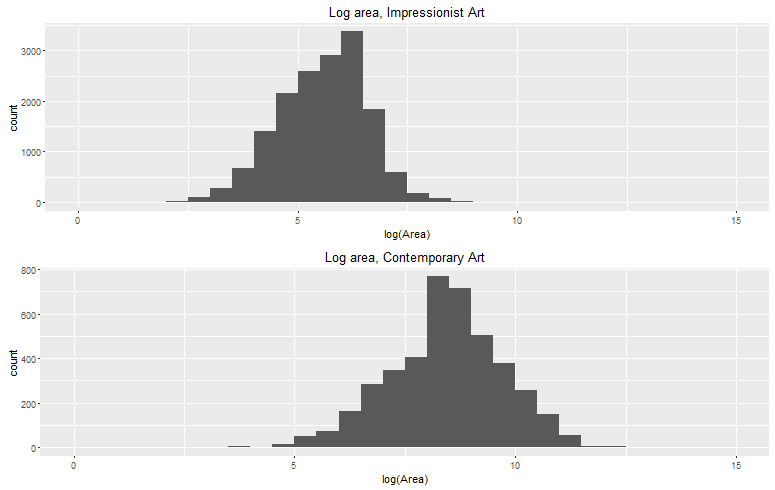 Log area, Impressionist Art
3000
2000
1000
0
count
0 5 10 15
log(Area)
Log area, Contemporary Art
800
600
400
200
0
count
0 5 10 15
log(Area)